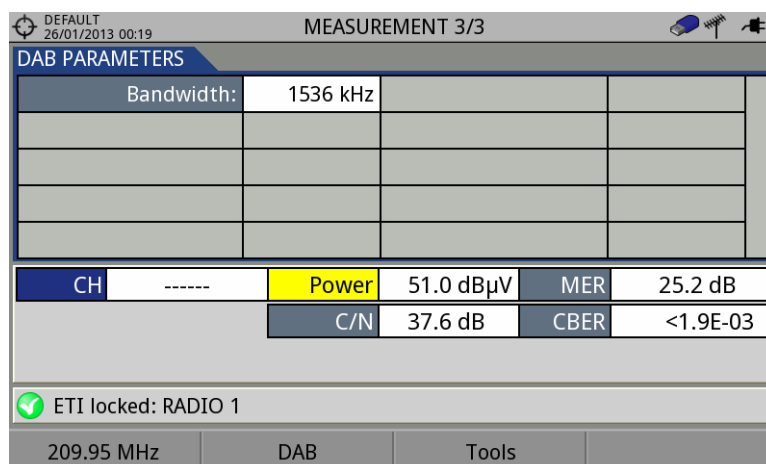 DEFAULT
26/01/2013 00:19
MEASUREMENT 3/3
DAB PARAMETERS
Bandwidth: 1536 kHz
CH ------ Power 51.0 dBµV MER 25.2 dB
C/N 37.6 dB CBER <1.9E-03
ETI locked: RADIO 1
209.95 MHz DAB Tools